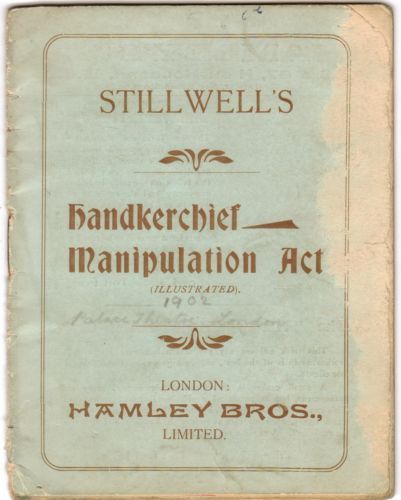 STILLWELL'S
Handkerchief
Manipulation Act
(ILLUSTRATED).
1902
Palace Theatre London
LONDON:
HAMLEY BROS.,
LIMITED.